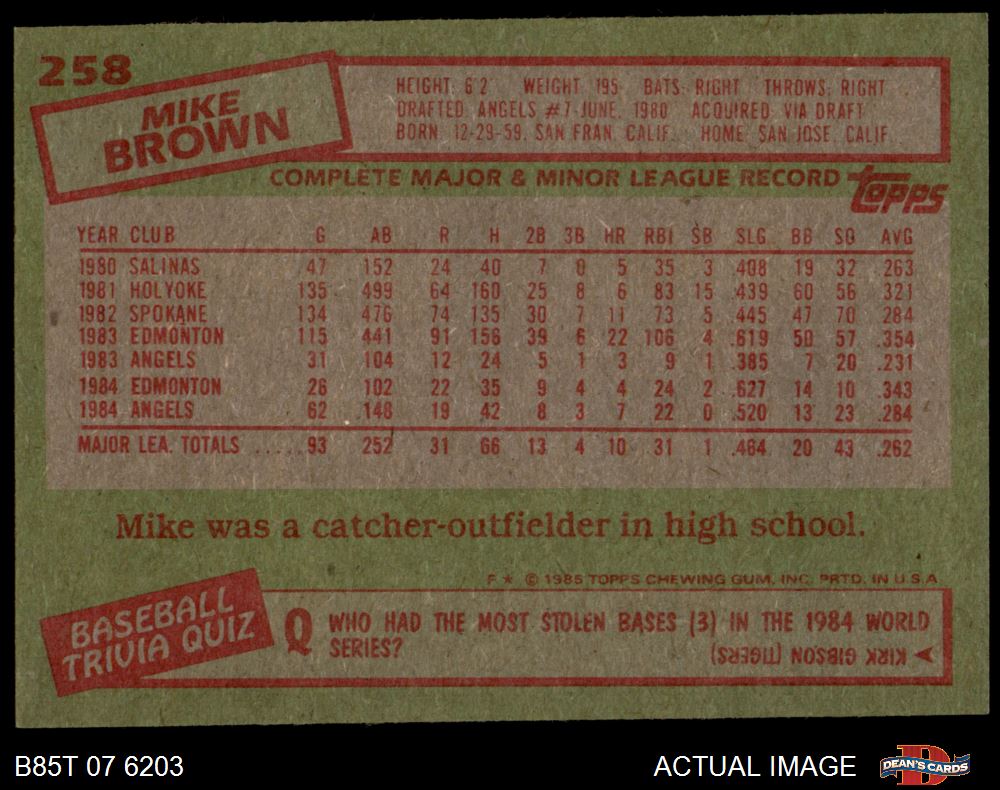 258
MIKE
BROWN
HEIGHT: 6'2" WEIGHT: 195 BATS: RIGHT THROWS: RIGHT
DRAFTED: ANGELS #7-JUNE, 1980 ACQUIRED: VIA DRAFT
BORN: 12-29-59, SAN FRAN, CALIF. HOME: SAN JOSE, CALIF.
COMPLETE MAJOR & MINOR LEAGUE RECORD topps
YEAR CLUB G AB R H 2B 3B HR RBI SB SLG BB SO AVG
1980 SALINAS 47 152 24 40 7 0 5 35 3 .408 19 32 .263
1981 HOLYOKE 135 499 64 160 25 8 6 83 15 .439 60 56 .321
1982 SPOKANE 134 476 74 135 30 7 11 73 5 .445 47 70 .284
1983 EDMONTON 115 441 91 156 39 6 22 106 4 .619 50 57 .354
1983 ANGELS 31 104 12 24 5 1 3 9 1 .385 7 20 .231
1984 EDMONTON 26 102 22 35 9 4 4 24 2 .627 14 10 .343
1984 ANGELS 62 148 19 42 8 3 7 22 0 .520 13 23 .284
MAJOR LEA. TOTALS .....93 252 31 66 13 4 10 31 1 .464 20 43 .262
Mike was a catcher-outfielder in high school.
F ★ © 1985 TOPPS CHEWING GUM, INC. PRTD. IN U.S.A.
BASEBALL
TRIVIA QUIZ
Q WHO HAD THE MOST STOLEN BASES (3) IN THE 1984 WORLD
SERIES?
KIRK GIBSON (TIGERS)
B85T 07 6203 ACTUAL IMAGE DEAN'S CARDS